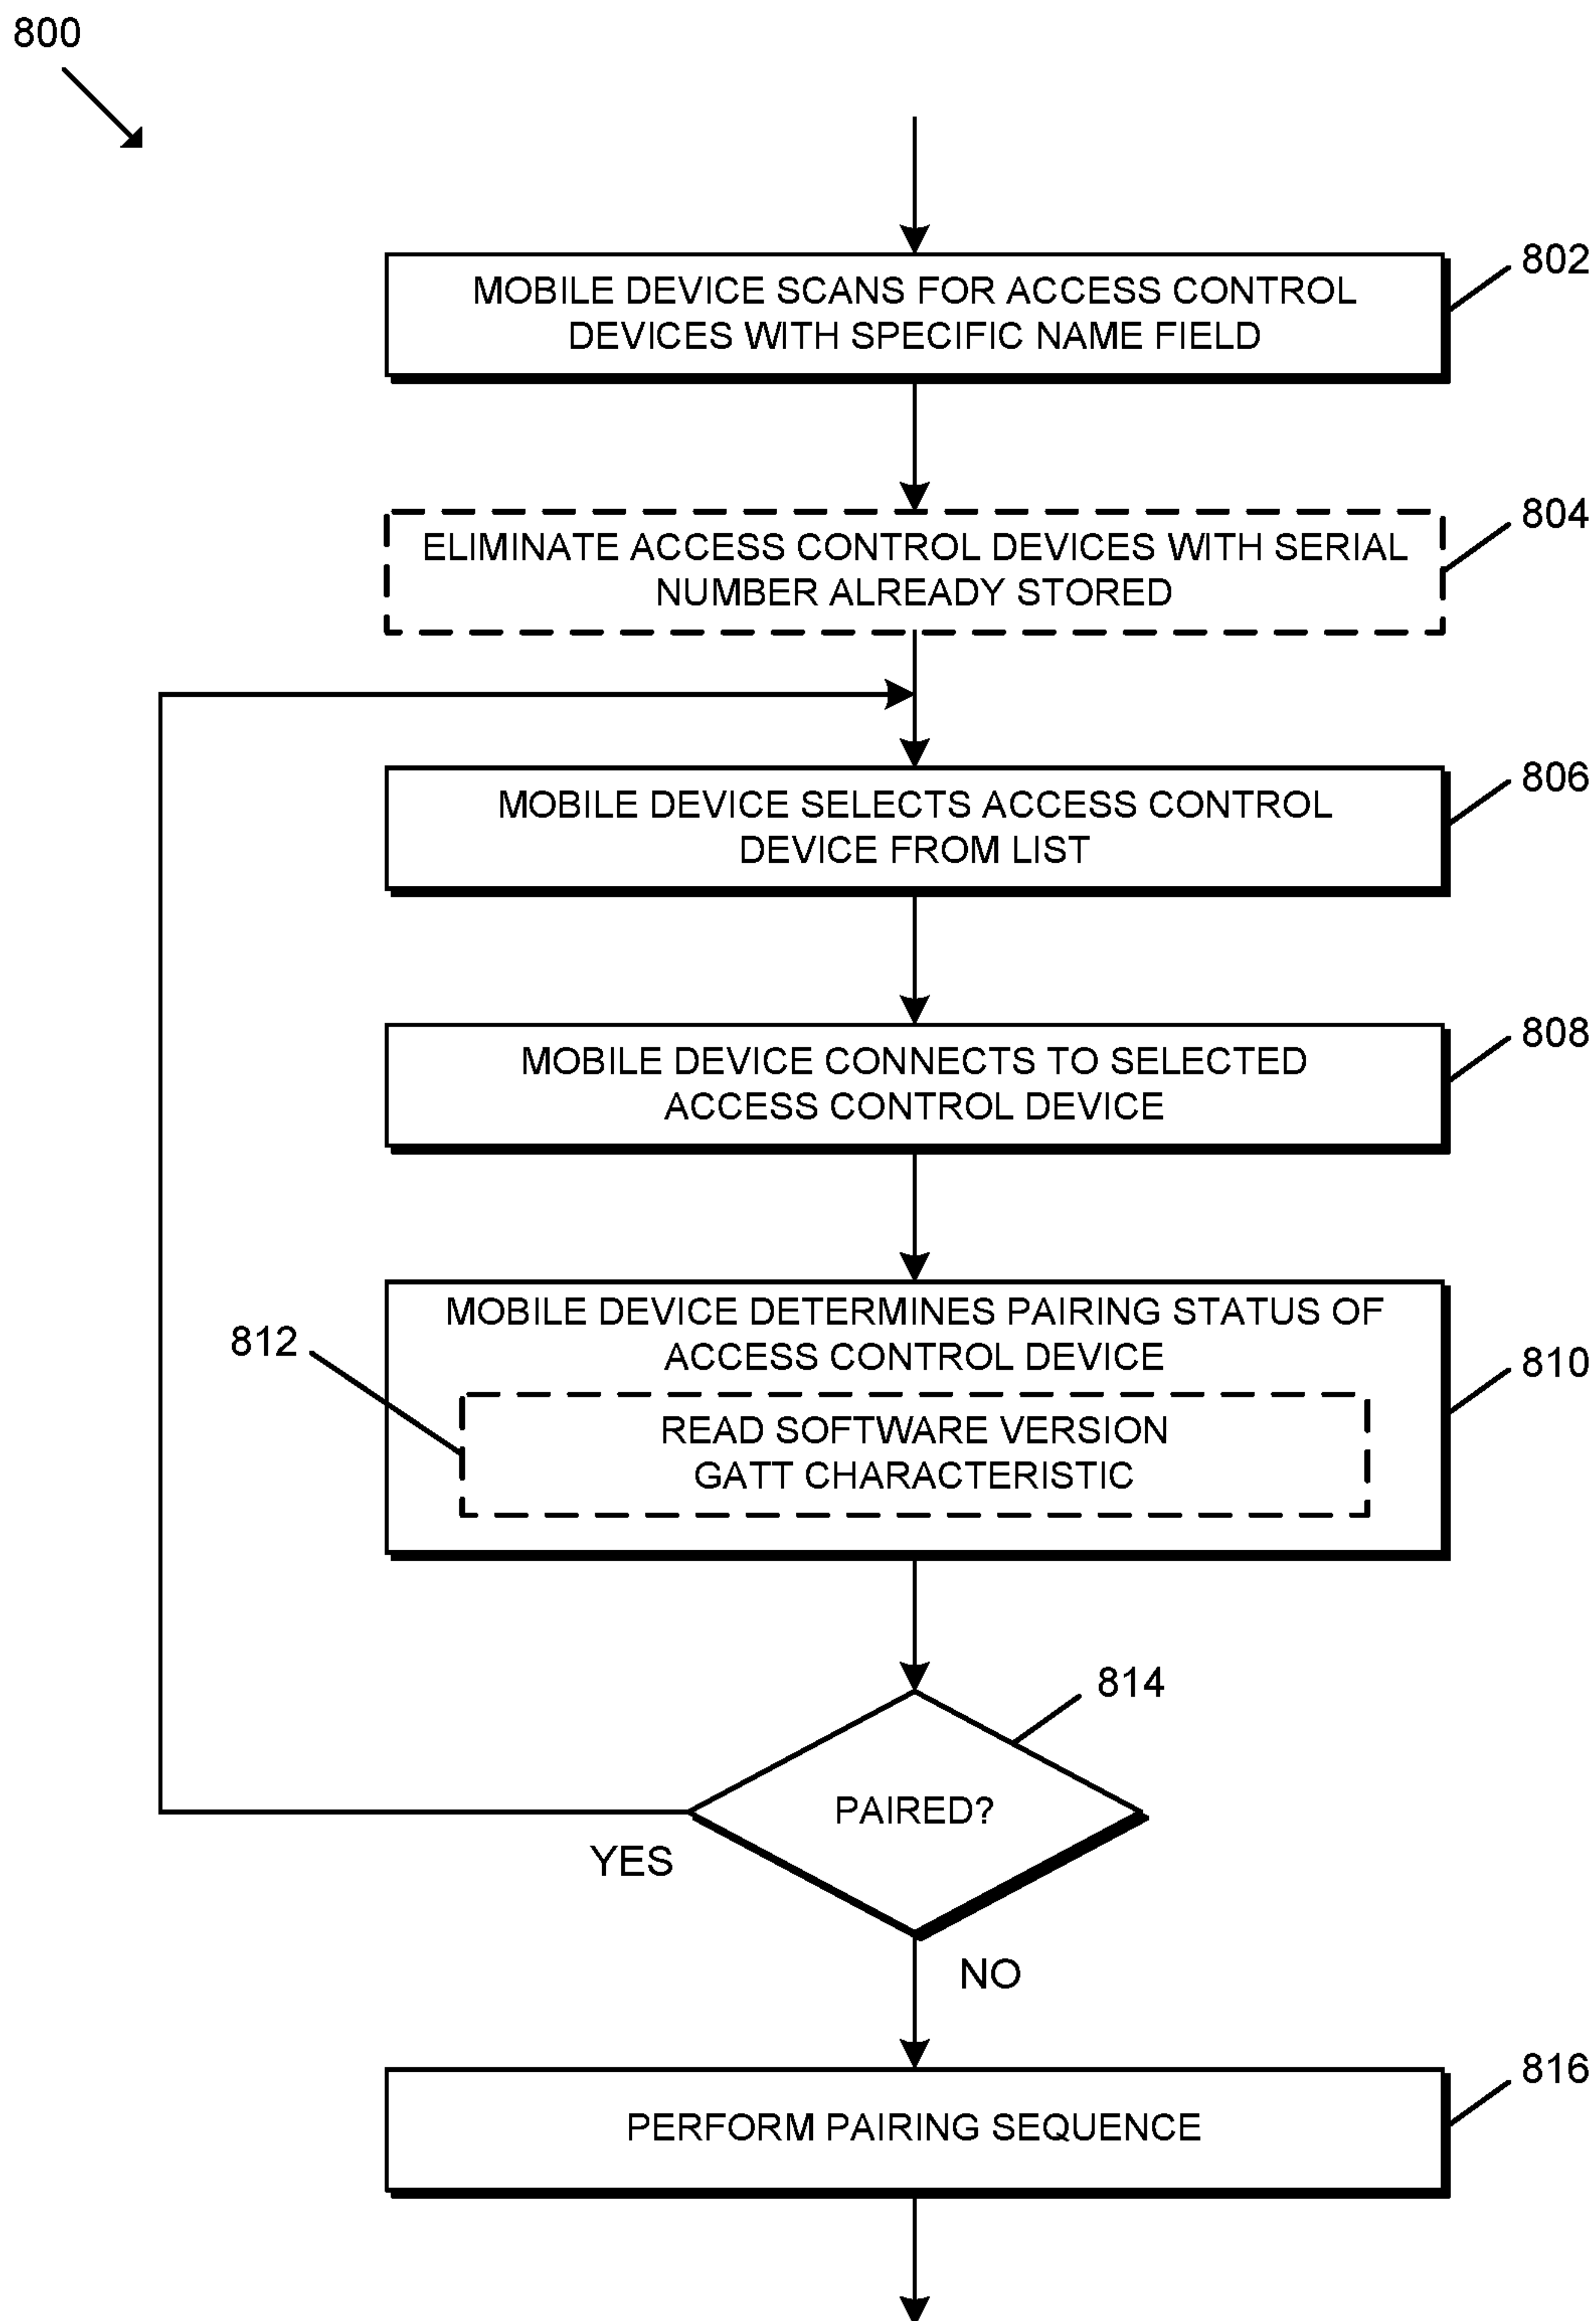 800
MOBILE DEVICE SCANS FOR ACCESS CONTROL
DEVICES WITH SPECIFIC NAME FIELD
802
ELIMINATE ACCESS CONTROL DEVICES WITH SERIAL
NUMBER ALREADY STORED
804
MOBILE DEVICE SELECTS ACCESS CONTROL
DEVICE FROM LIST
806
MOBILE DEVICE CONNECTS TO SELECTED
ACCESS CONTROL DEVICE
808
MOBILE DEVICE DETERMINES PAIRING STATUS OF
ACCESS CONTROL DEVICE
810
812
READ SOFTWARE VERSION
GATT CHARACTERISTIC
814
PAIRED?
YES
NO
PERFORM PAIRING SEQUENCE
816